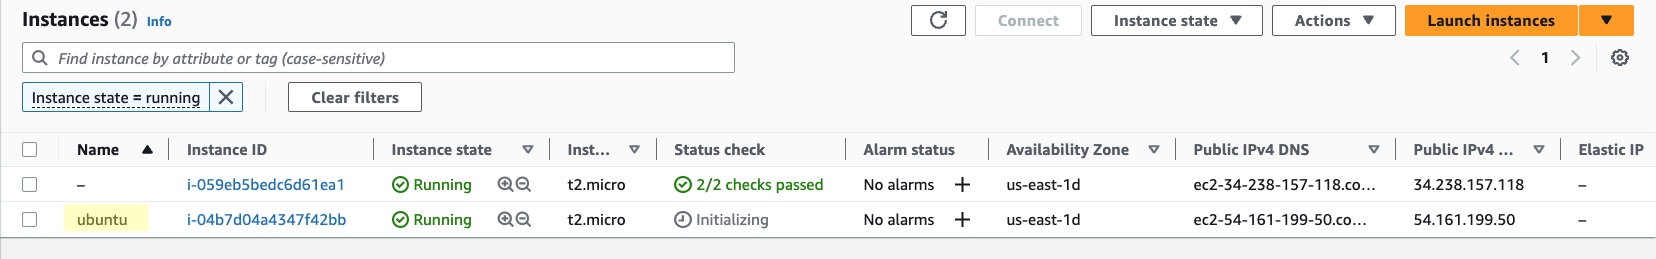 Instances (2) Info
Connect Instance state Actions Launch instances
Find instance by attribute or tag (case-sensitive)
1
Instance state = running
Clear filters
Name Instance ID Instance state Inst... Status check Alarm status Availability Zone Public IPv4 DNS Public IPv4 ... Elastic IP
– i-059eb5bedc6d61ea1 Running t2.micro 2/2 checks passed No alarms + us-east-1d ec2-34-238-157-118.co... 34.238.157.118 –
ubuntu i-04b7d04a4347f42bb Running t2.micro Initializing No alarms + us-east-1d ec2-54-161-199-50.co... 54.161.199.50 –